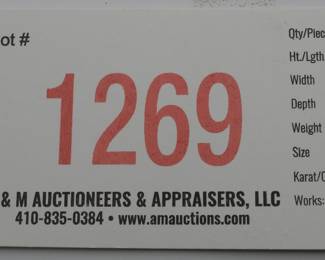 ot #
1269
& M AUCTIONEERS & APPRAISERS, LLC
410-835-0384 • www.amauctions.com
Qty/Piec
Ht./Lgth
Width
Depth
Weight
Size
Karat/C
Works: